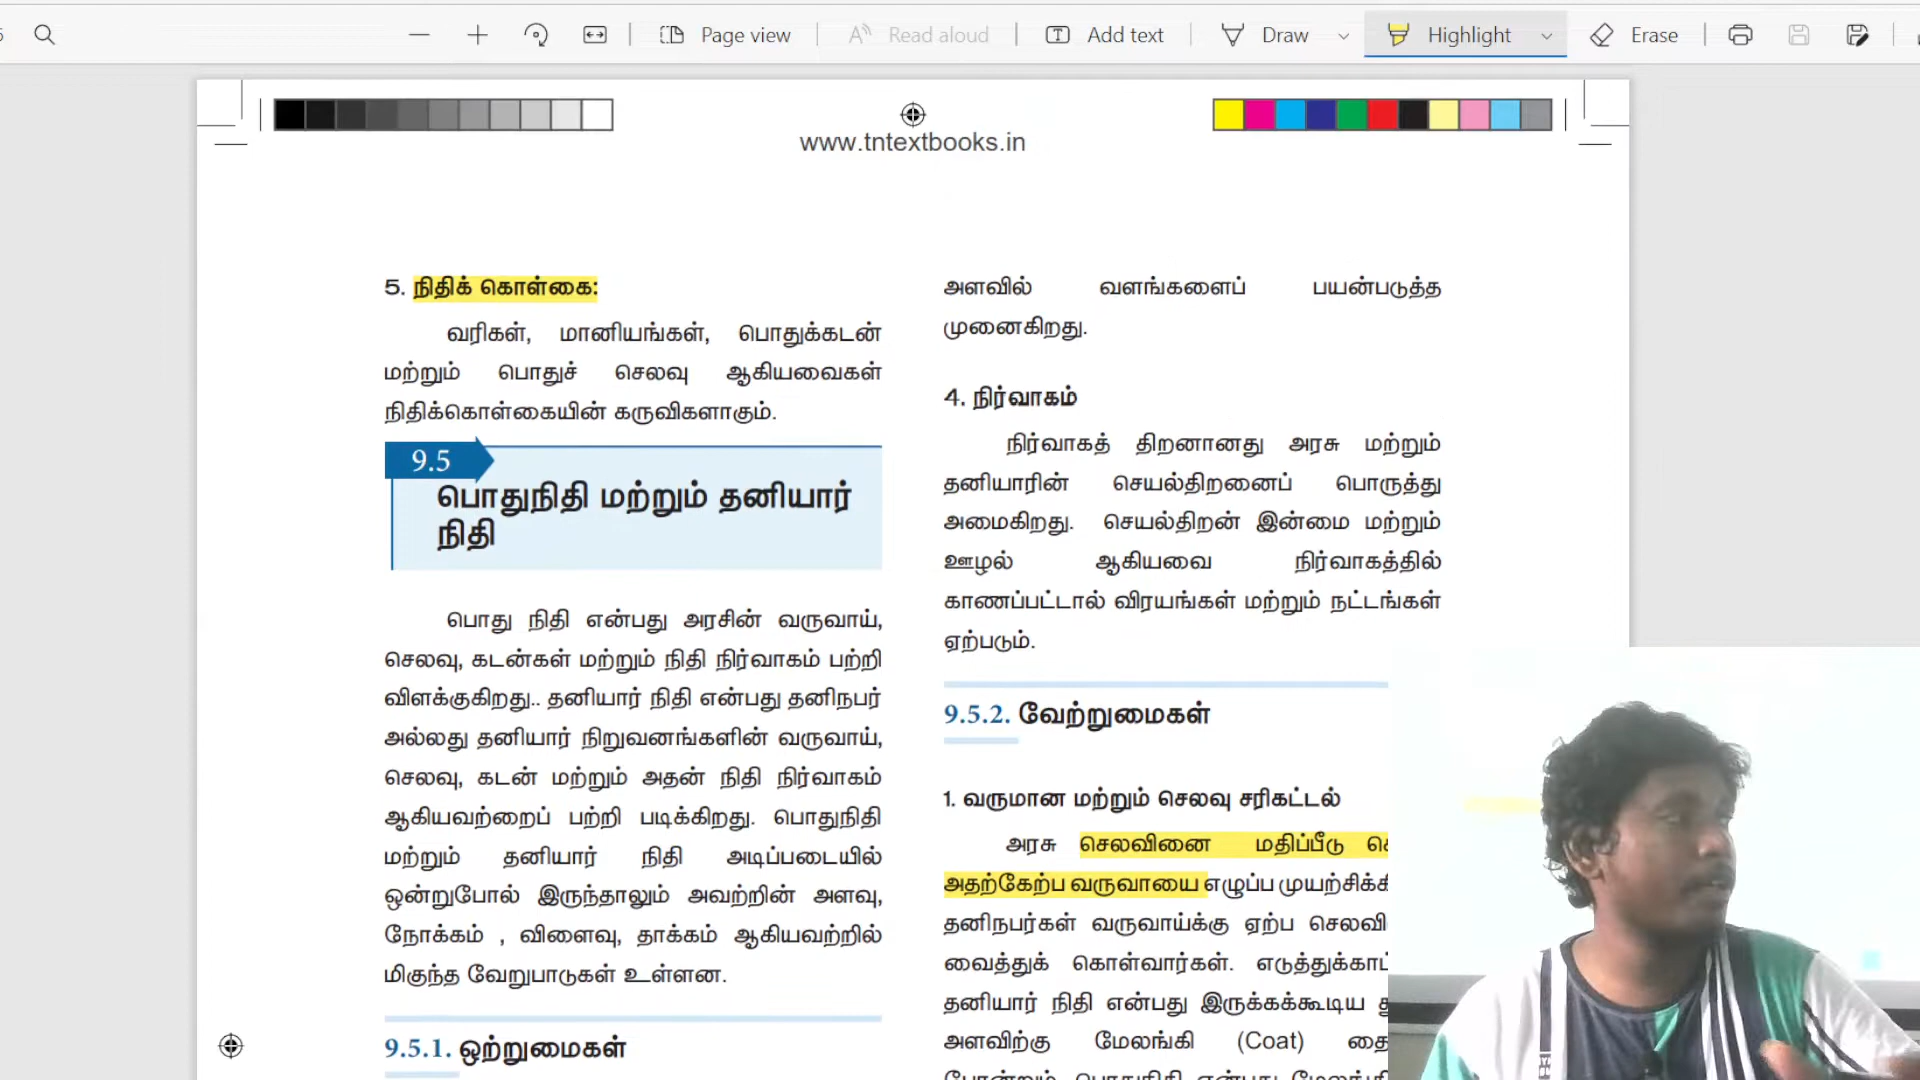 Page view
Read aloud
Add text
Draw
Highlight
Erase
www.tntextbooks.in
5. நிதிக் கொள்கை:
வரிகள், மானியங்கள், பொதுக்கடன்
மற்றும் பொதுச் செலவு ஆகியவைகள்
நிதிக்கொள்கையின் கருவிகளாகும்.
9.5
பொதுநிதி மற்றும் தனியார்
நிதி
பொது நிதி என்பது அரசின் வருவாய்,
செலவு, கடன்கள் மற்றும் நிதி நிர்வாகம் பற்றி
விளக்குகிறது.. தனியார் நிதி என்பது தனிநபர்
அல்லது தனியார் நிறுவனங்களின் வருவாய்,
செலவு, கடன் மற்றும் அதன் நிதி நிர்வாகம்
ஆகியவற்றைப் பற்றி படிக்கிறது. பொதுநிதி
மற்றும் தனியார் நிதி அடிப்படையில்
ஒன்றுபோல் இருந்தாலும் அவற்றின் அளவு,
நோக்கம் , விளைவு, தாக்கம் ஆகியவற்றில்
மிகுந்த வேறுபாடுகள் உள்ளன.
9.5.1. ஒற்றுமைகள்
அளவில் வளங்களைப் பயன்படுத்த
முனைகிறது.
4. நிர்வாகம்
நிர்வாகத் திறனானது அரசு மற்றும்
தனியாரின் செயல்திறனைப் பொருத்து
அமைகிறது. செயல்திறன் இன்மை மற்றும்
ஊழல் ஆகியவை நிர்வாகத்தில்
காணப்பட்டால் விரயங்கள் மற்றும் நட்டங்கள்
ஏற்படும்.
9.5.2. வேற்றுமைகள்
1. வருமான மற்றும் செலவு சரிகட்டல்
அரசு செலவினை மதிப்பீடு
அதற்கேற்ப வருவாயை எழுப்ப
தனிநபர்கள் வருவாய்க்கு ஏற்ப
வைத்துக் கொள்வார்கள்.
தனியார் நிதி என்பது இருக்கக்கூடிய
அளவிற்கு மேலங்கி (Coat)
போன்றும் பொதுநிதி என்பது